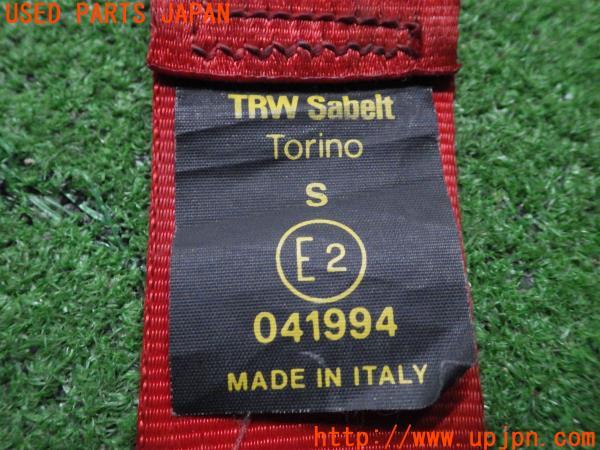 USED PARTS JAPAN
TRW Sabelt
Torino
S
E2
041994
MADE IN ITALY
http://www.upjpn.com/